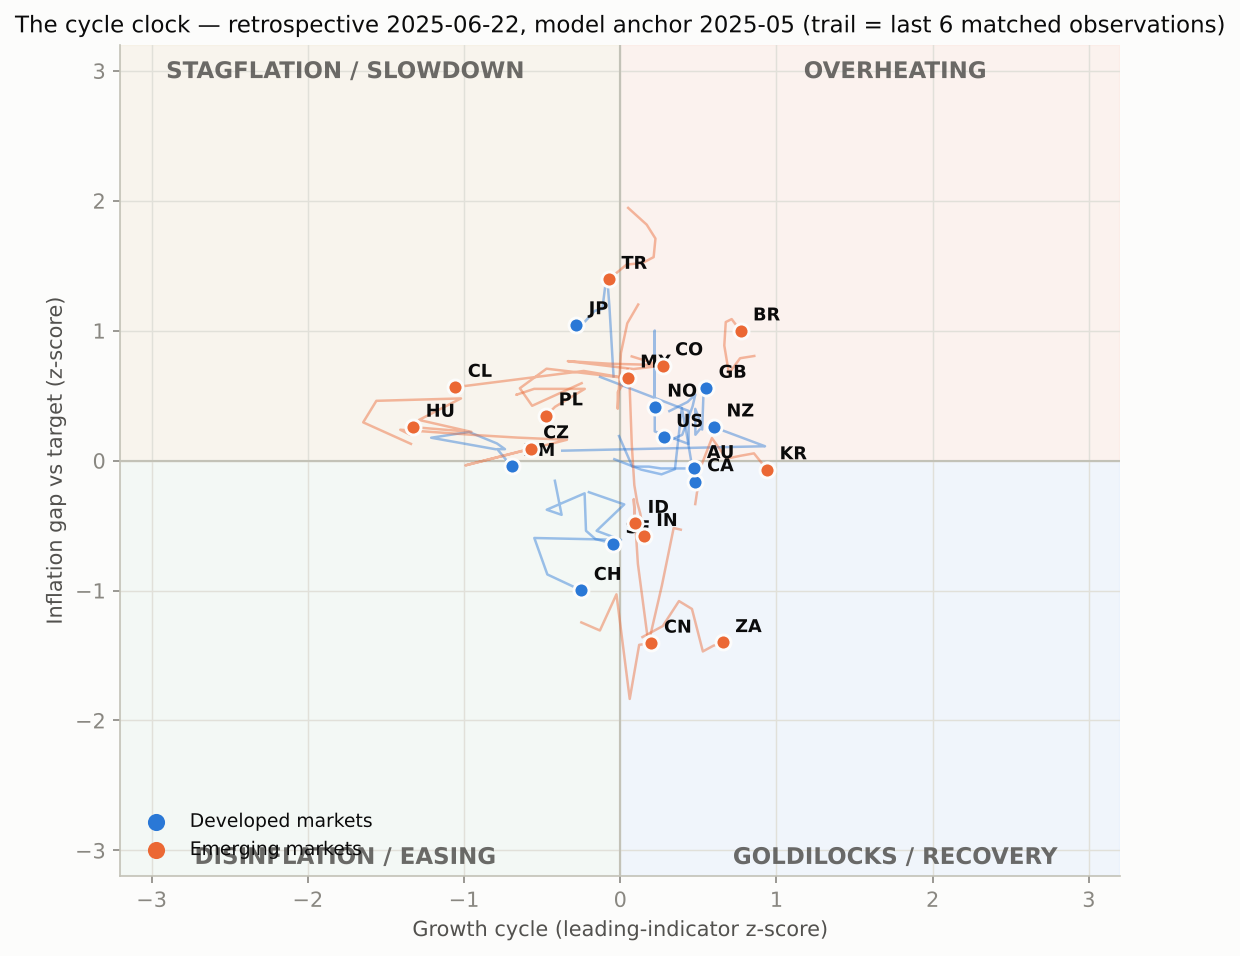 The cycle clock — retrospective 2025-06-22, model anchor 2025-05 (trail = last 6 matched observations)
STAGFLATION / SLOWDOWN
OVERHEATING
3
2
1
0
−1
−2
−3
Inflation gap vs target (z-score)
TR
JP
BR
CO
CL
GB
PL
NO
HU
NZ
US
CZ
AU
KR
CA
ID
IN
CH
CN
ZA
Developed markets
Emerging markets
DISINFLATION / EASING
GOLDILOCKS / RECOVERY
−3
−2
−1
0
1
2
3
Growth cycle (leading-indicator z-score)